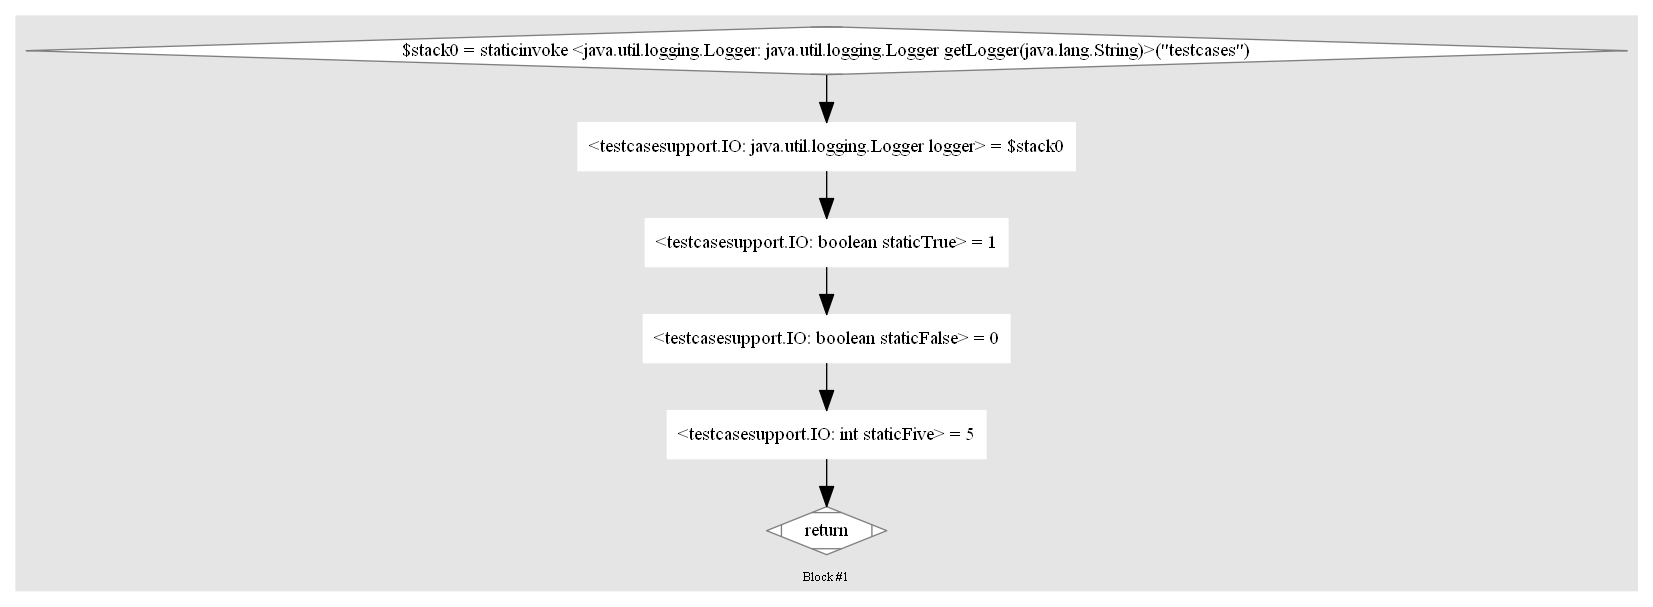 $stack0 = staticinvoke <java.util.logging.Logger: java.util.logging.Logger getLogger(java.lang.String)>("testcases")
<testcasesupport.IO: java.util.logging.Logger logger> = $stack0
<testcasesupport.IO: boolean staticTrue> = 1
<testcasesupport.IO: boolean staticFalse> = 0
<testcasesupport.IO: int staticFive> = 5
return
Block #1